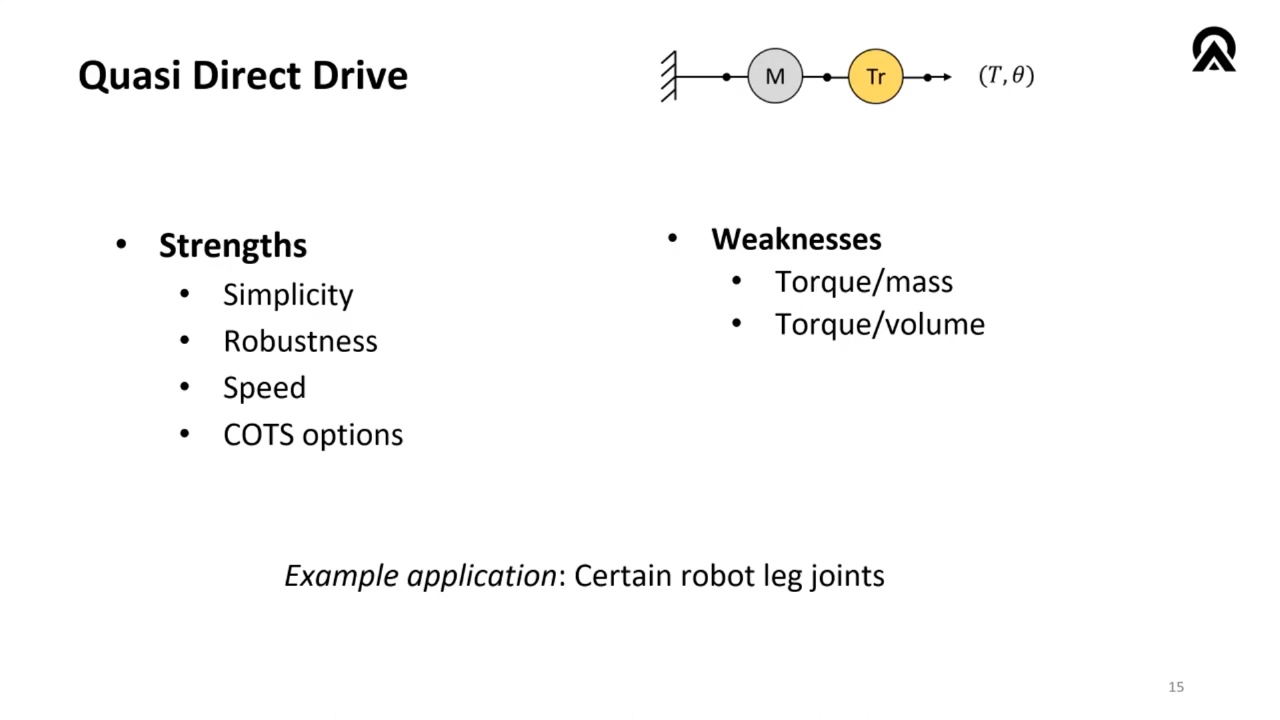 Quasi Direct Drive
M
Tr
(T, θ)
• Strengths
• Simplicity
• Robustness
• Speed
• COTS options
• Weaknesses
• Torque/mass
• Torque/volume
Example application: Certain robot leg joints
15